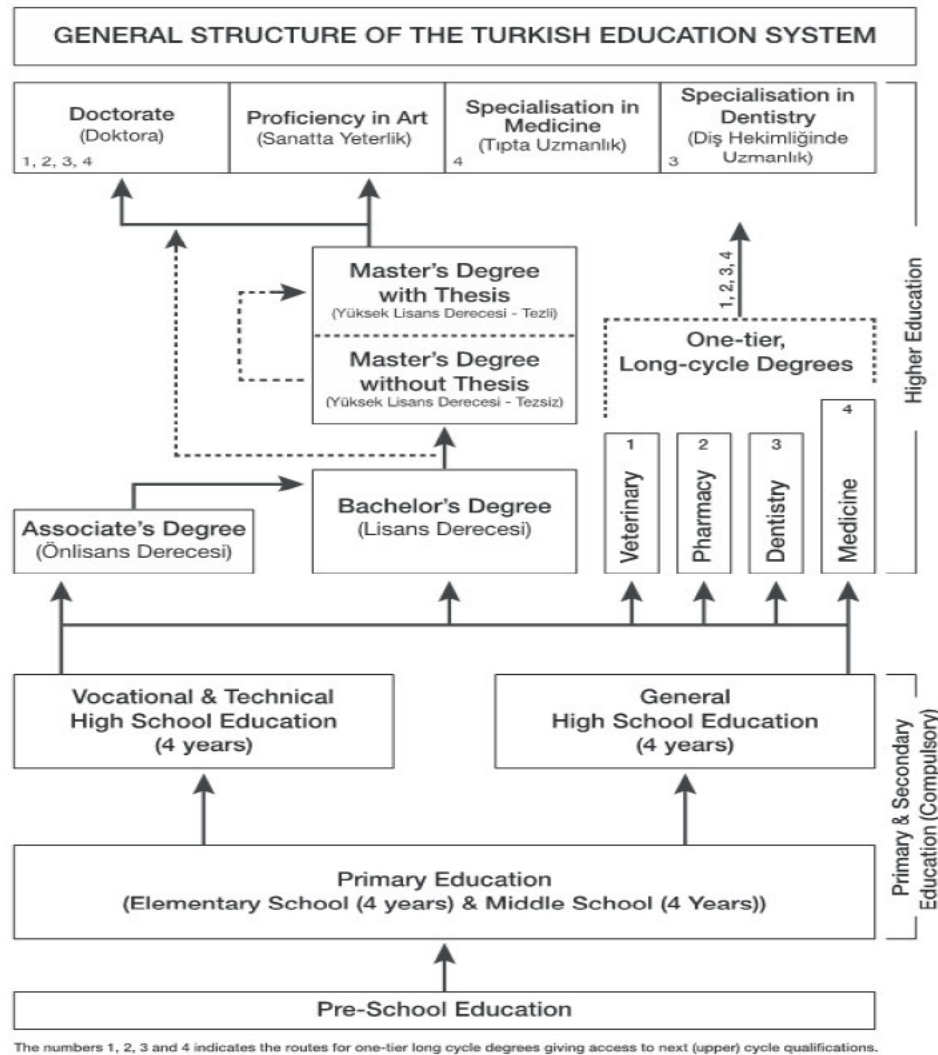 GENERAL STRUCTURE OF THE TURKISH EDUCATION SYSTEM
Doctorate
(Doktora)
1, 2, 3, 4
Proficiency in Art
(Sanatta Yeterlik)
Specialisation in
Medicine
(Tıpta Uzmanlık)
4
Specialisation in
Dentistry
(Diş Hekimliğinde
Uzmanlık)
3
Master's Degree
with Thesis
(Yüksek Lisans Derecesi - Tezli)
Master's Degree
without Thesis
(Yüksek Lisans Derecesi - Tezsiz)
1, 2, 3, 4
One-tier,
Long-cycle Degrees
Higher Education
Associate's Degree
(Önlisans Derecesi)
Bachelor's Degree
(Lisans Derecesi)
1
Veterinary
2
Pharmacy
3
Dentistry
4
Medicine
Vocational & Technical
High School Education
(4 years)
General
High School Education
(4 years)
Primary & Secondary
Education (Compulsory)
Primary Education
(Elementary School (4 years) & Middle School (4 Years))
Pre-School Education
The numbers 1, 2, 3 and 4 indicates the routes for one-tier long cycle degrees giving access to next (upper) cycle qualifications.